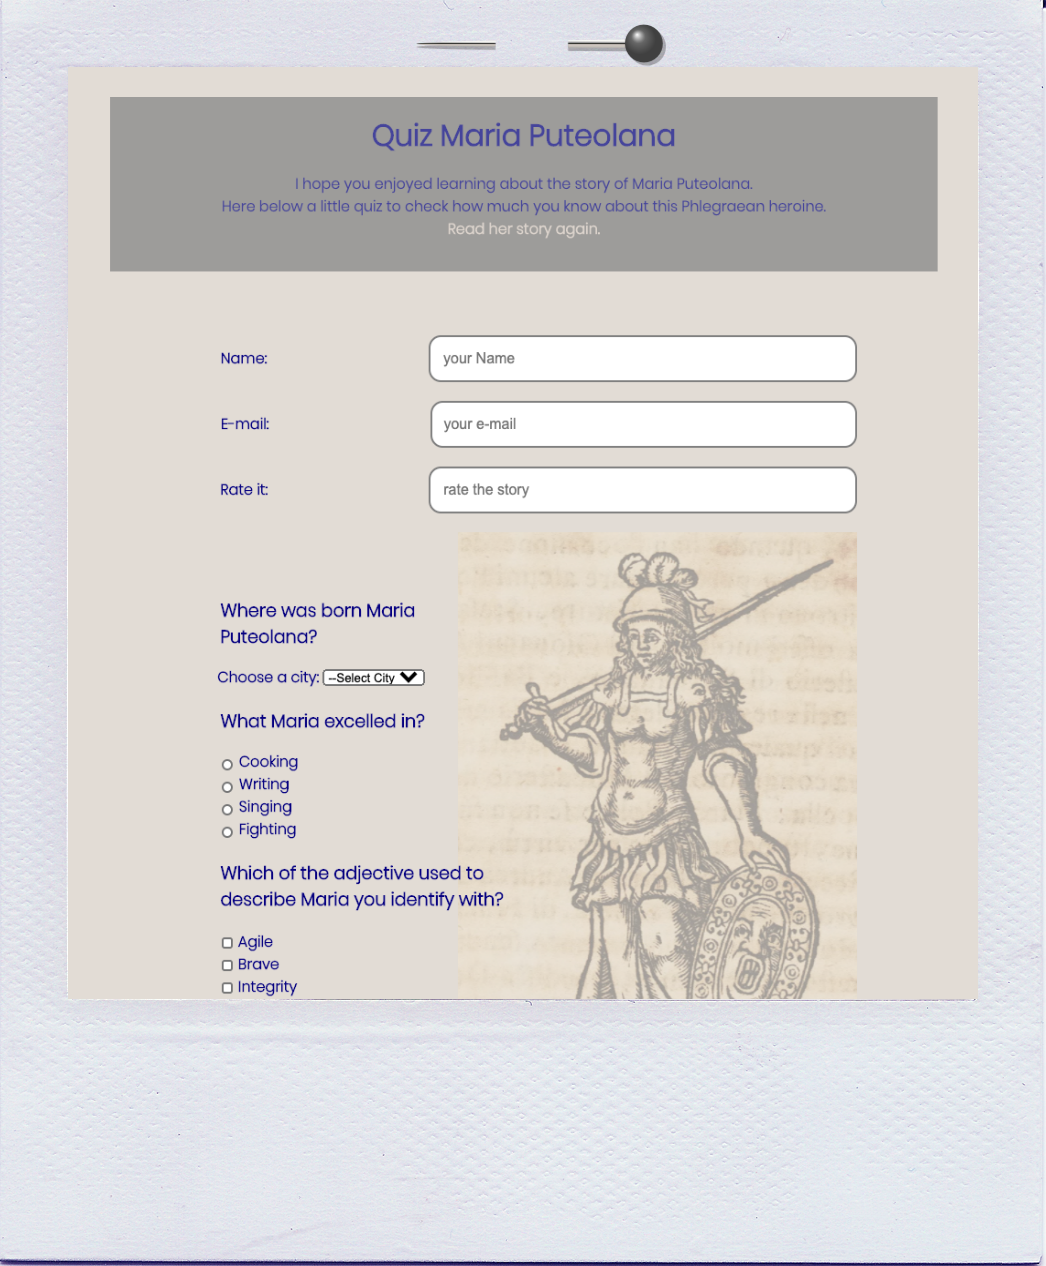 Quiz Maria Puteolana
I hope you enjoyed learning about the story of Maria Puteolana.
Here below a little quiz to check how much you know about this Phlegraean heroine.
Read her story again.
Name:
your Name
E-mail:
your e-mail
Rate it:
rate the story
Where was born Maria
Puteolana?
Choose a city: --Select City
What Maria excelled in?
Cooking
Writing
Singing
Fighting
Which of the adjective used to
describe Maria you identify with?
Agile
Brave
Integrity